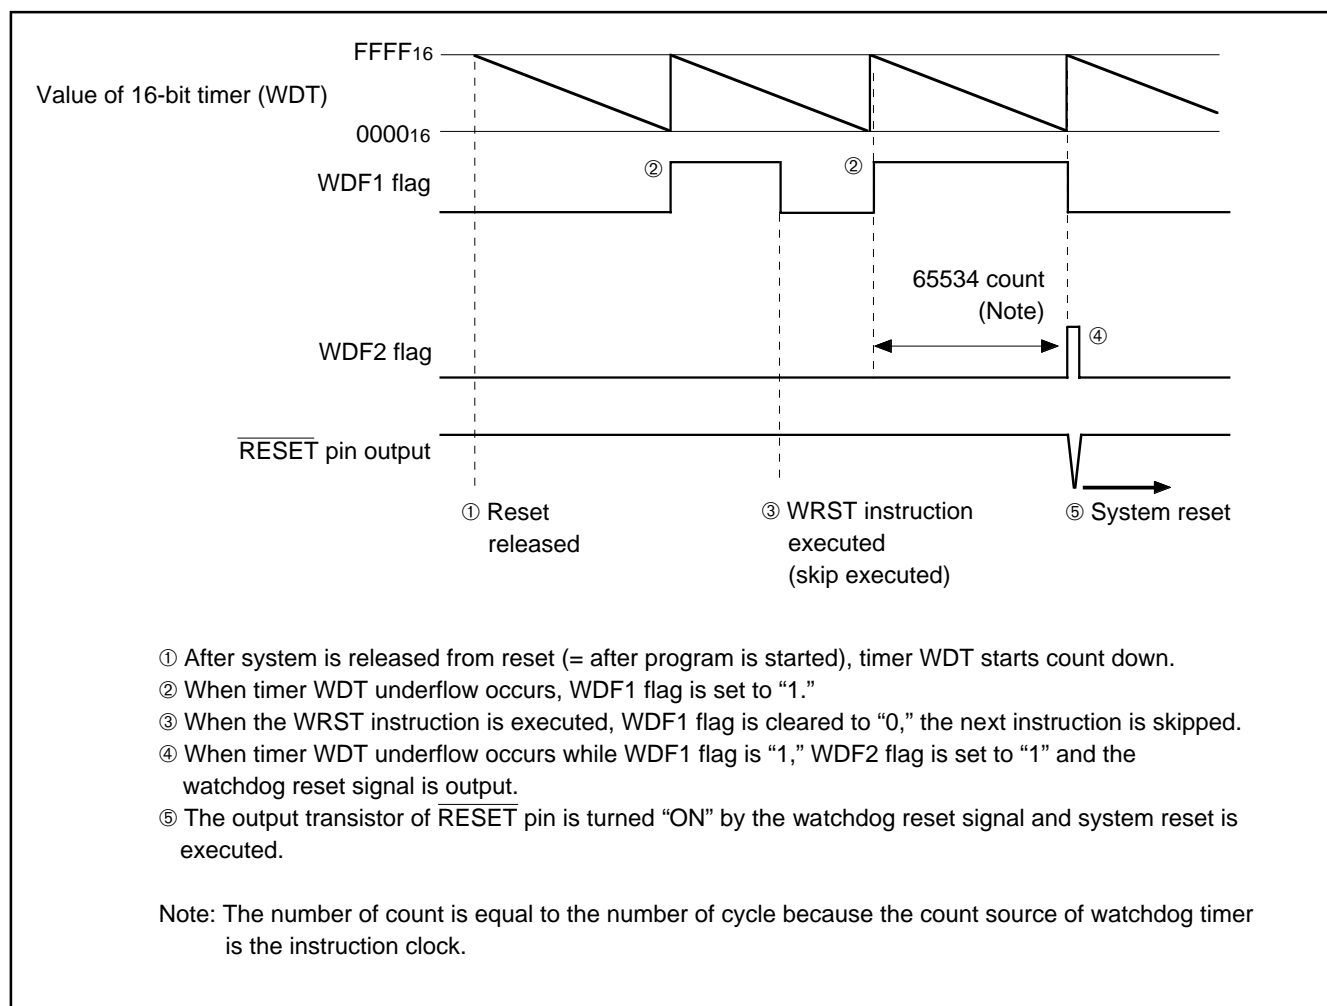 FFFF16
Value of 16-bit timer (WDT)
000016
② ②
WDF1 flag
65534 count
(Note)
④
WDF2 flag
RESET pin output
① Reset
released
③ WRST instruction
executed
(skip executed)
⑤ System reset
① After system is released from reset (= after program is started), timer WDT starts count down.
② When timer WDT underflow occurs, WDF1 flag is set to “1.”
③ When the WRST instruction is executed, WDF1 flag is cleared to “0,” the next instruction is skipped.
④ When timer WDT underflow occurs while WDF1 flag is “1,” WDF2 flag is set to “1” and the
watchdog reset signal is output.
⑤ The output transistor of RESET pin is turned “ON” by the watchdog reset signal and system reset is
executed.
Note: The number of count is equal to the number of cycle because the count source of watchdog timer
is the instruction clock.